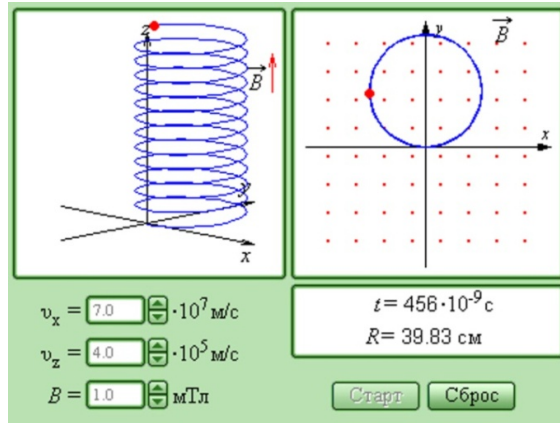 z
B
y
x
y
B
x
υx = 7.0 ·10⁷ м/с
υz = 4.0 ·10⁵ м/с
B = 1.0 мТл
t = 456·10⁻⁹ с
R = 39.83 см
Старт Сброс